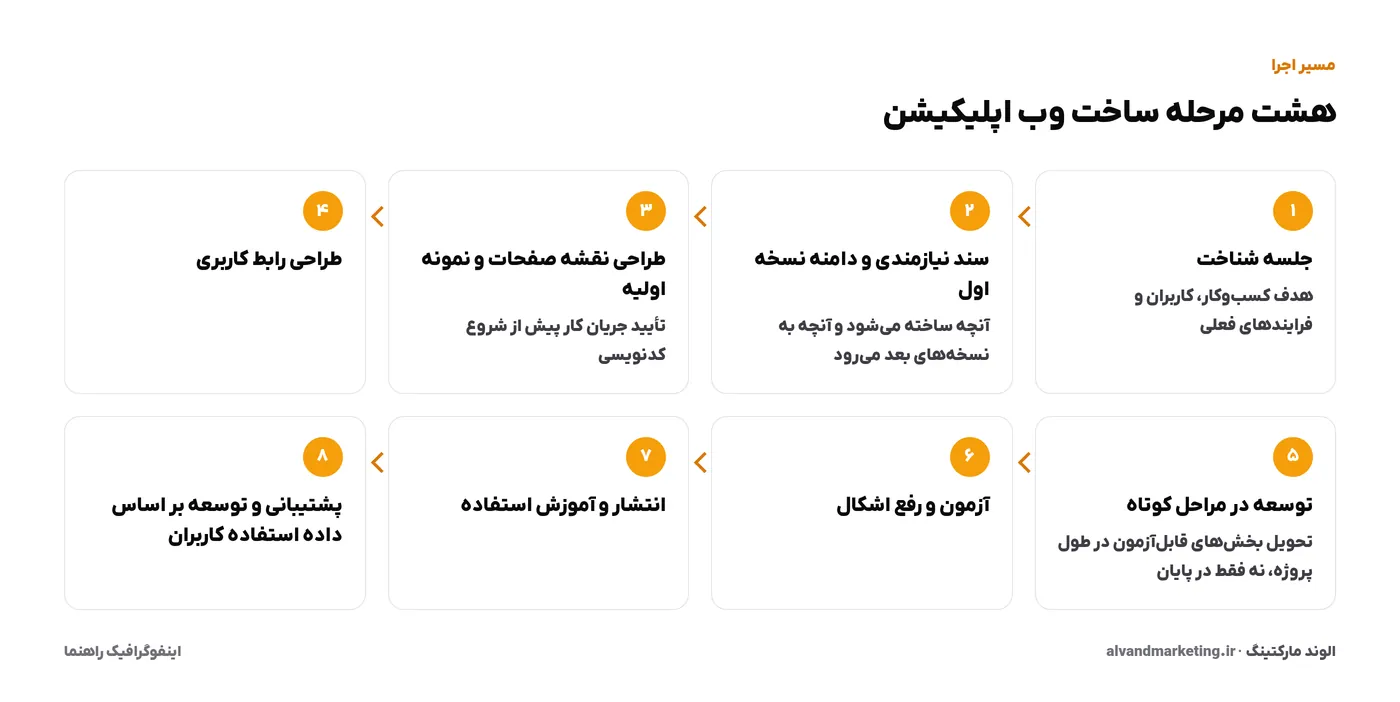 مسیر اجرا
هشت مرحله ساخت وب اپلیکیشن
۱
جلسه شناخت
هدف کسب‌وکار، کاربران و
فرایندهای فعلی
۲
سند نیازمندی و دامنه نسخه
اول
آنچه ساخته می‌شود و آنچه به
نسخه‌های بعد می‌رود
۳
طراحی نقشه صفحات و نمونه
اولیه
تأیید جریان کار پیش از شروع
کدنویسی
۴
طراحی رابط کاربری
۵
توسعه در مراحل کوتاه
تحویل بخش‌های قابل‌آزمون در طول
پروژه، نه فقط در پایان
۶
آزمون و رفع اشکال
۷
انتشار و آموزش استفاده
۸
پشتیبانی و توسعه بر اساس
داده استفاده کاربران
الوند مارکتینگ · alvandmarketing.ir
اینفوگرافیک راهنما